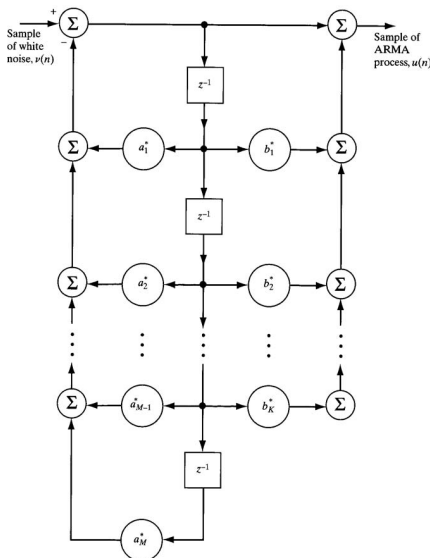 +
Σ
Σ
Sample of white noise, ν(n)
−
Sample of ARMA process, u(n)
z⁻¹
Σ
a₁*
b₁*
Σ
z⁻¹
Σ
a₂*
b₂*
Σ
Σ
a*ₘ₋₁
b*ₖ
Σ
z⁻¹
a*ₘ